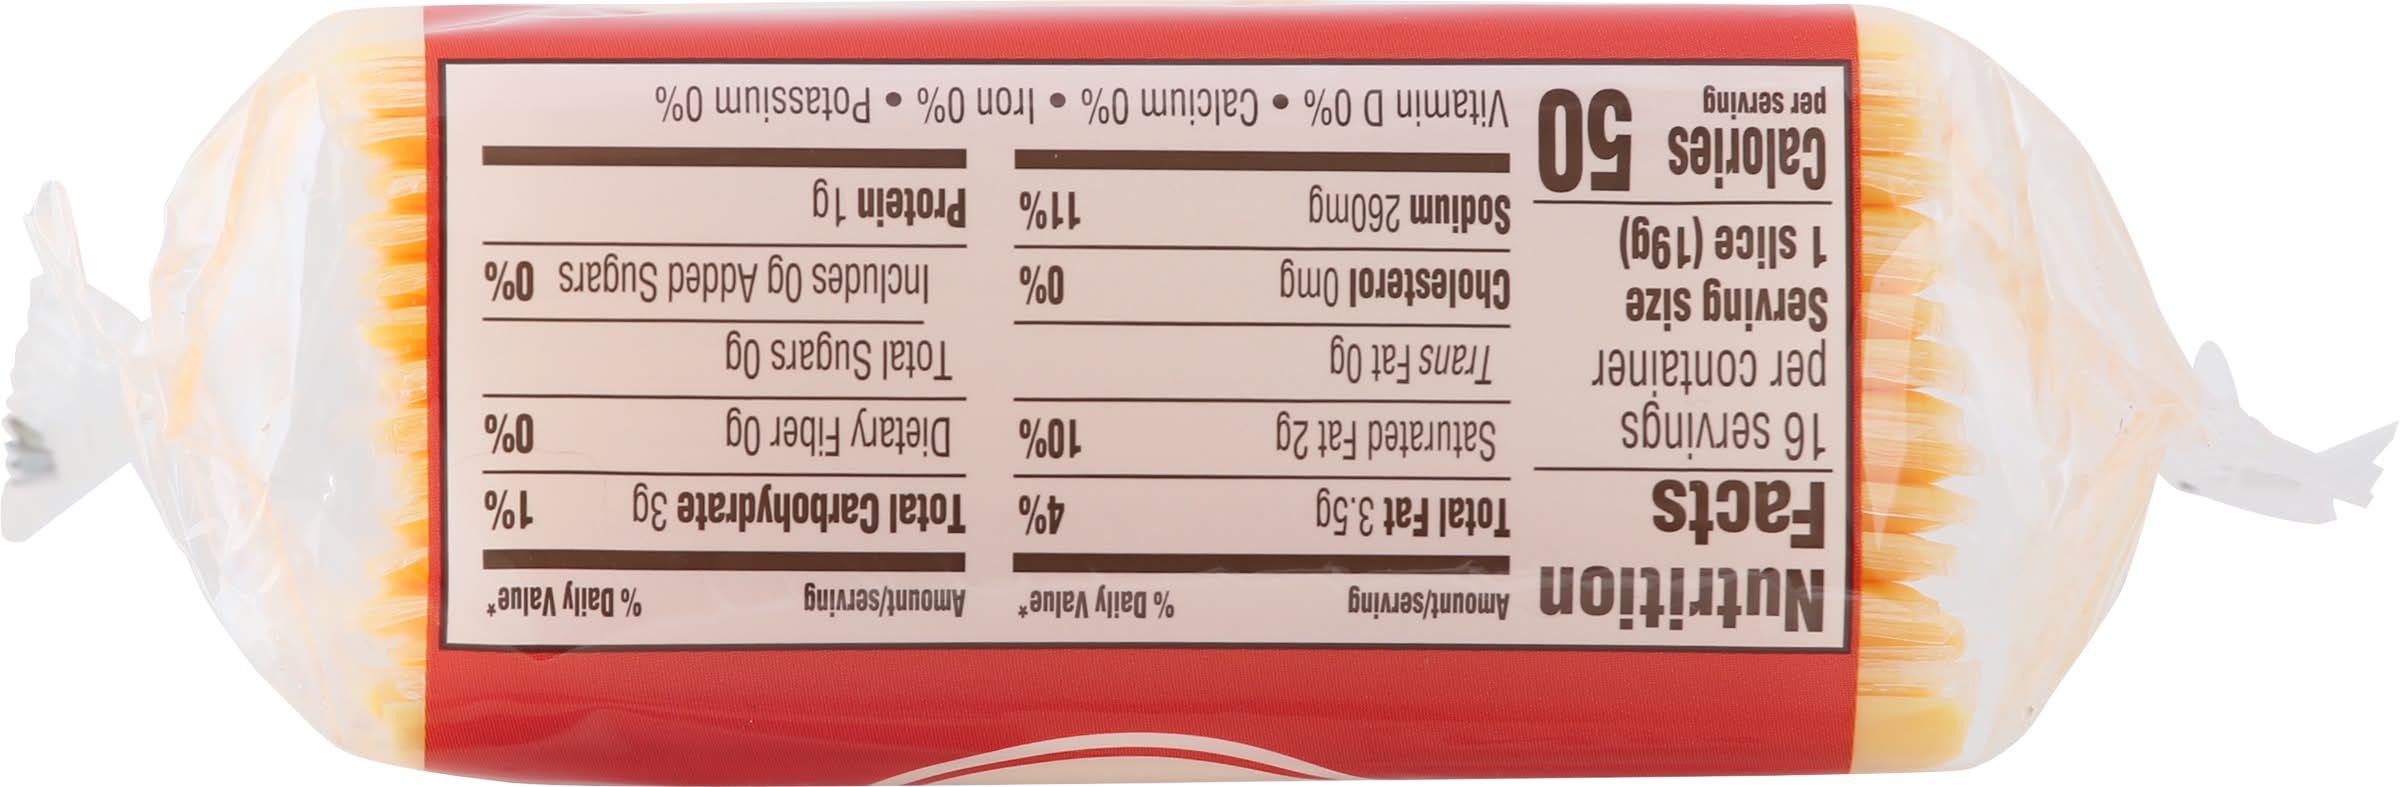 Nutrition
Facts
16 servings
per container
Serving size
1 slice (19g)
Calories 50
per serving
Amount/serving % Daily Value*
Total Fat 3.5g 4%
Saturated Fat 2g 10%
Trans Fat 0g
Cholesterol 0mg 0%
Sodium 260mg 11%
Amount/serving % Daily Value*
Total Carbohydrate 3g 1%
Dietary Fiber 0g 0%
Total Sugars 0g
Includes 0g Added Sugars 0%
Protein 1g
Vitamin D 0% • Calcium 0% • Iron 0% • Potassium 0%